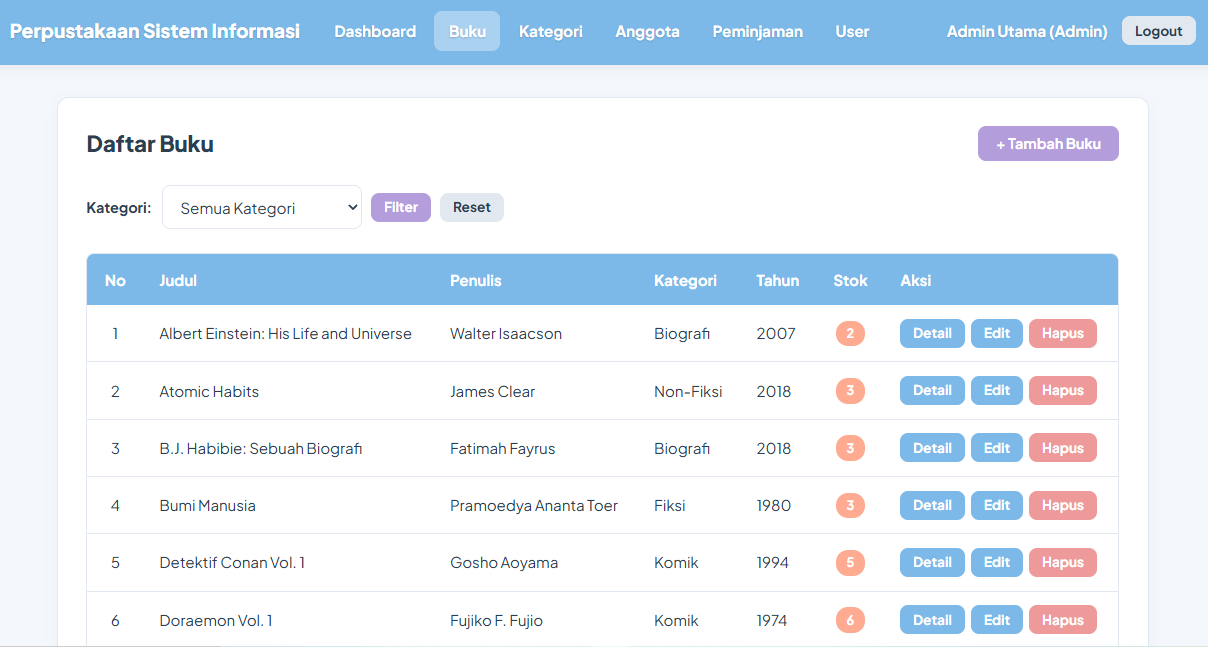 Perpustakaan Sistem Informasi Dashboard Buku Kategori Anggota Peminjaman User Admin Utama (Admin) Logout
Daftar Buku + Tambah Buku
Kategori: Semua Kategori Filter Reset
No Judul Penulis Kategori Tahun Stok Aksi
1 Albert Einstein: His Life and Universe Walter Isaacson Biografi 2007 2 Detail Edit Hapus
2 Atomic Habits James Clear Non-Fiksi 2018 3 Detail Edit Hapus
3 B.J. Habibie: Sebuah Biografi Fatimah Fayrus Biografi 2018 3 Detail Edit Hapus
4 Bumi Manusia Pramoedya Ananta Toer Fiksi 1980 3 Detail Edit Hapus
5 Detektif Conan Vol. 1 Gosho Aoyama Komik 1994 5 Detail Edit Hapus
6 Doraemon Vol. 1 Fujiko F. Fujio Komik 1974 6 Detail Edit Hapus